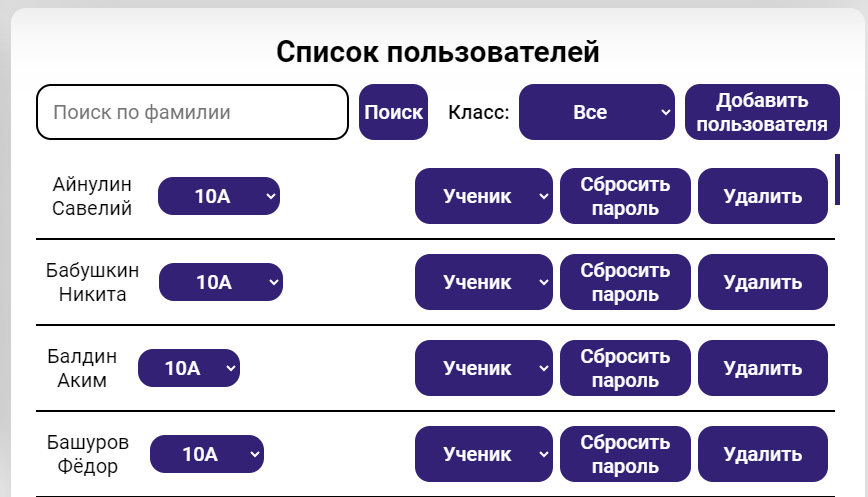 Список пользователей
Поиск по фамилии Поиск Класс: Все Добавить
пользователя
Айнулин
Савелий
10А
Ученик
Сбросить
пароль
Удалить
Бабушкин
Никита
10А
Ученик
Сбросить
пароль
Удалить
Балдин
Аким
10А
Ученик
Сбросить
пароль
Удалить
Башуров
Фёдор
10А
Ученик
Сбросить
пароль
Удалить